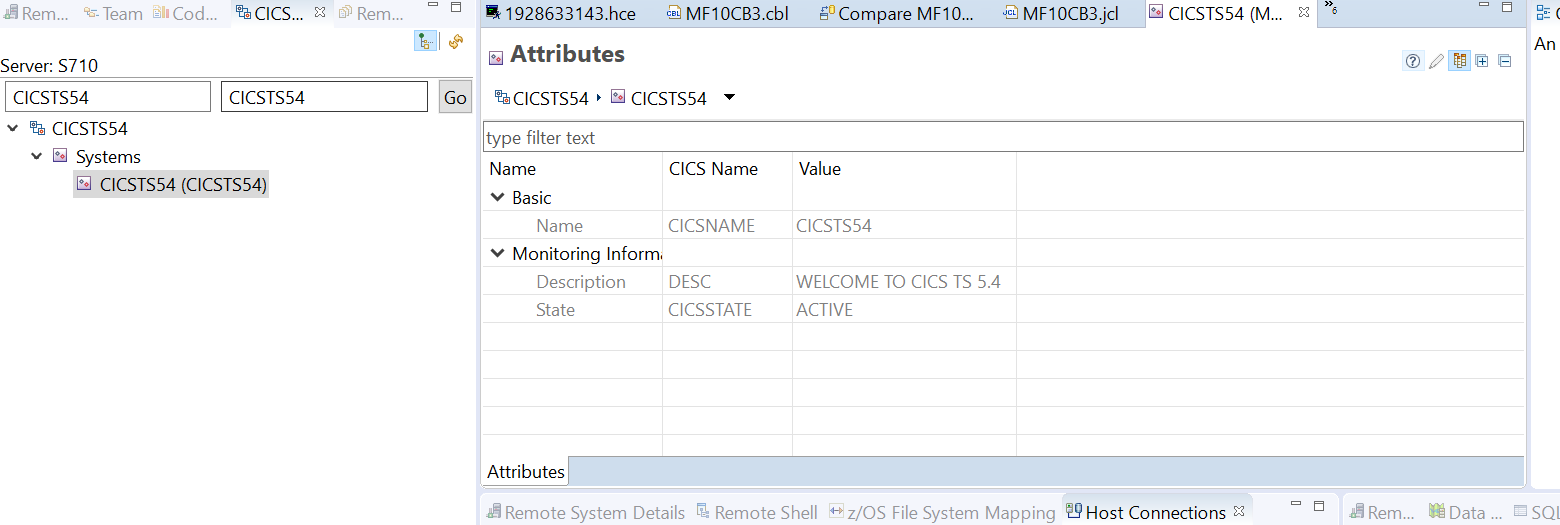 Rem... Team Cod... CICS... Rem...
Server: S710
CICSTS54 CICSTS54 Go
CICSTS54
Systems
CICSTS54 (CICSTS54)
1928633143.hce MF10CB3.cbl Compare MF10... MF10CB3.jcl CICSTS54 (M... »6
Attributes
CICSTS54 CICSTS54
type filter text
Name CICS Name Value
Basic
Name CICSNAME CICSTS54
Monitoring Informa
Description DESC WELCOME TO CICS TS 5.4
State CICSSTATE ACTIVE
Attributes
Remote System Details Remote Shell z/OS File System Mapping Host Connections
Rem... Data ... SQL
An